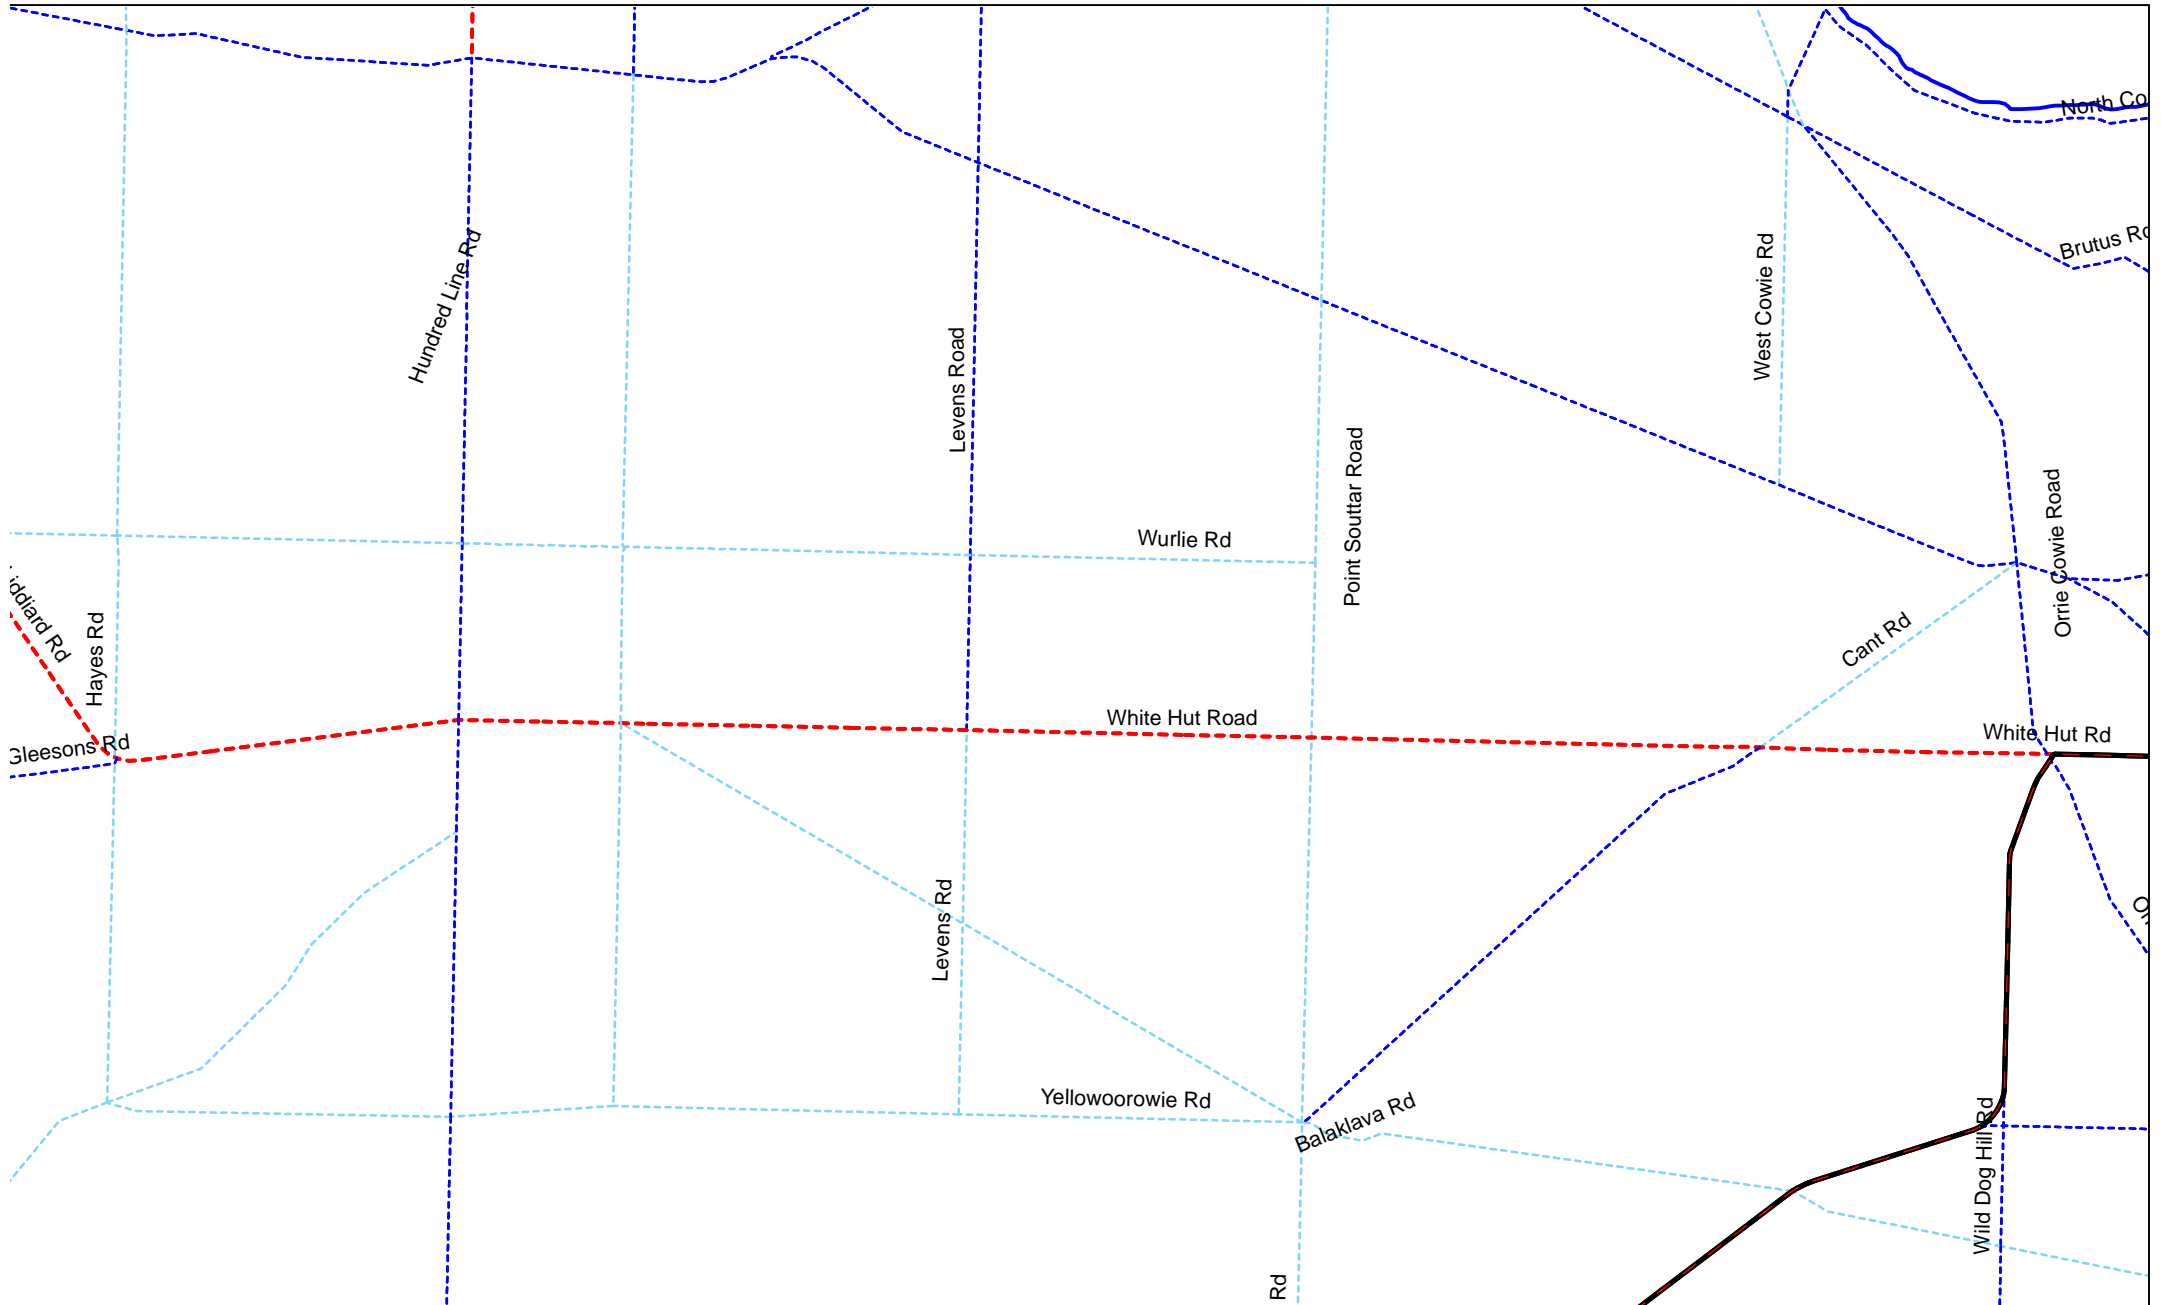 North Co
Brutus Rd
Hundred Line Rd
West Cowie Rd
Levens Road
Point Souttar Road
Orrie Cowie Road
Wurlie Rd
iddiard Rd
Hayes Rd
Cant Rd
White Hut Road
White Hut Rd
Gleesons Rd
Levens Rd
Yellowoorowie Rd
Balaklava Rd
Wild Dog Hill Rd
Rd